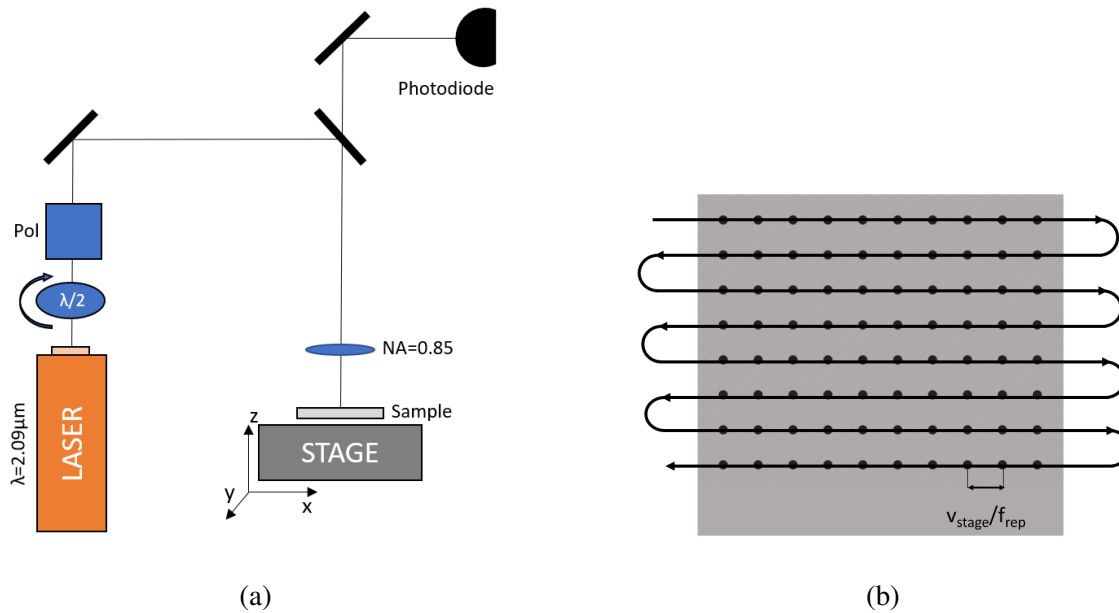 Photodiode
Pol
λ/2
NA=0.85
λ=2.09μm
LASER
Sample
z
STAGE
y
x
v_stage/f_rep
(a)
(b)